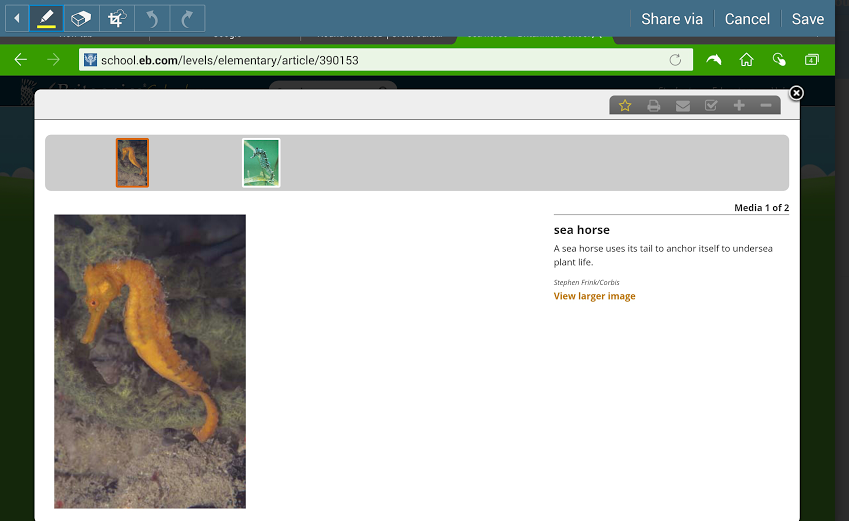 Share via
Cancel
Save
school.eb.com/levels/elementary/article/390153
4
Media 1 of 2
sea horse
A sea horse uses its tail to anchor itself to undersea
plant life.
Stephen Frink/Corbis
View larger image